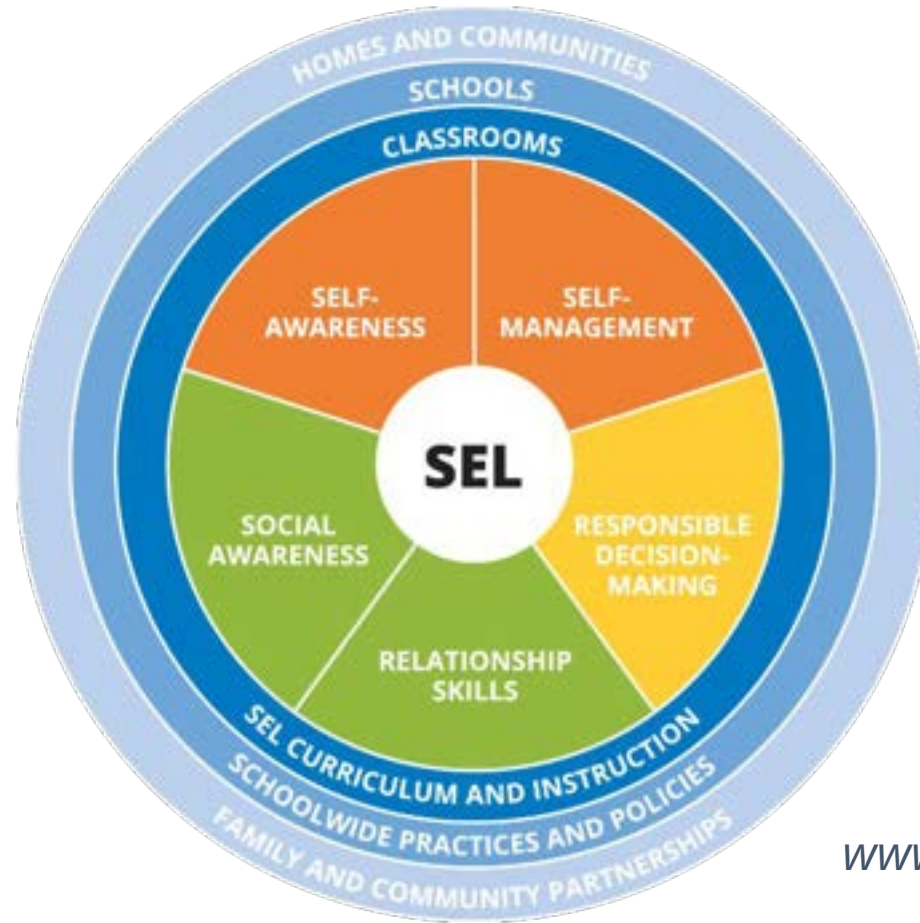 HOMES AND COMMUNITIES
SCHOOLS
CLASSROOMS
SELF-
AWARENESS
SELF-
MANAGEMENT
SEL
SOCIAL
AWARENESS
RESPONSIBLE
DECISION-
MAKING
RELATIONSHIP
SKILLS
SEL CURRICULUM AND INSTRUCTION
SCHOOLWIDE PRACTICES AND POLICIES
FAMILY AND COMMUNITY PARTNERSHIPS